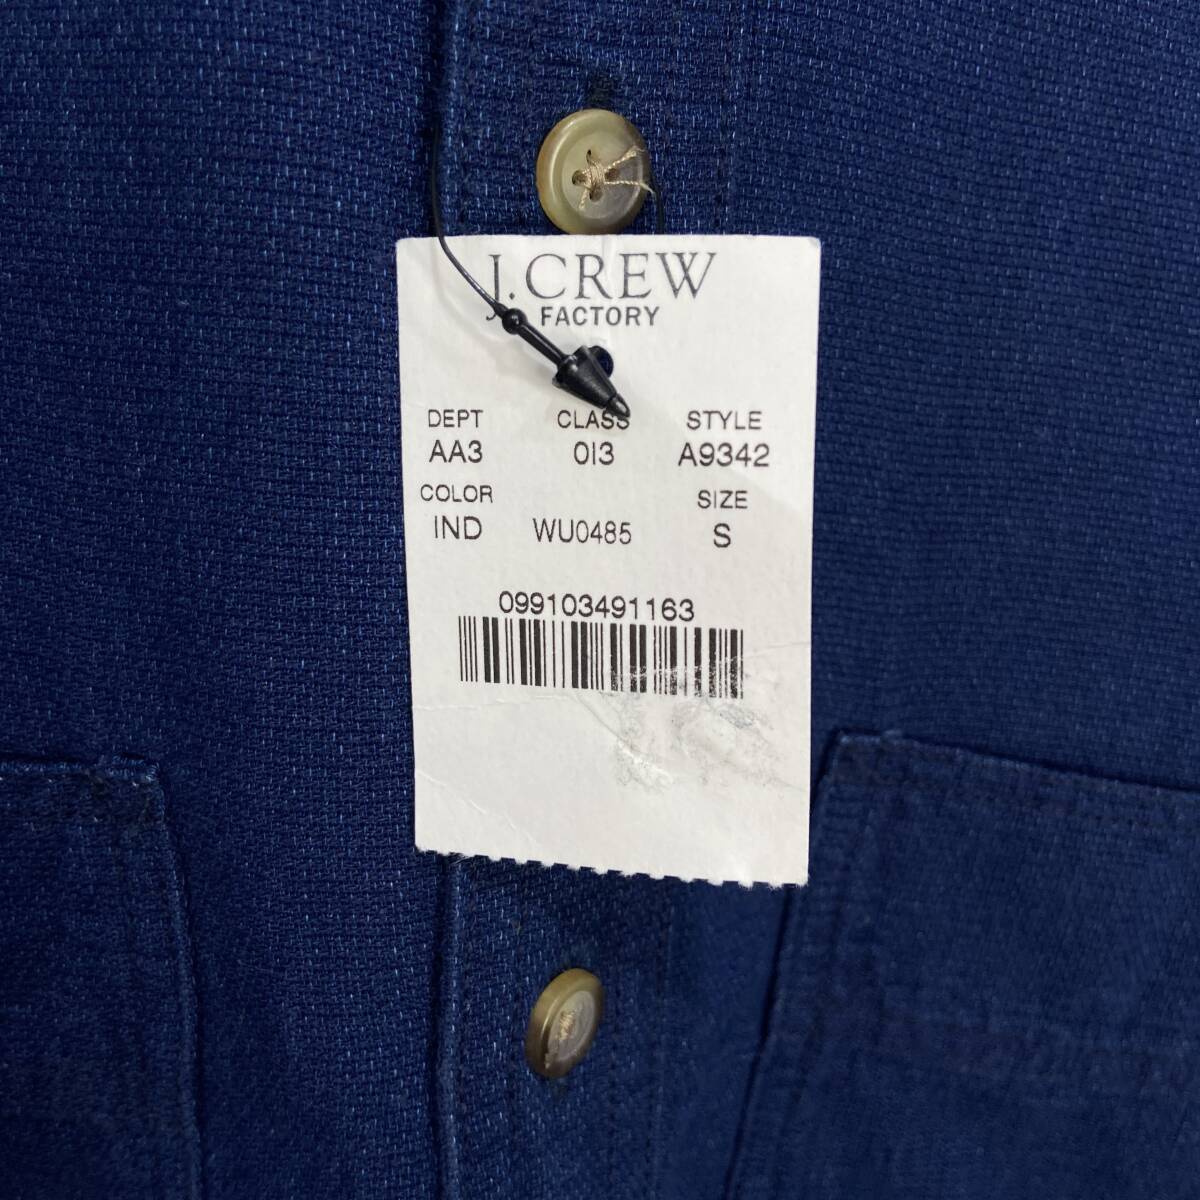 J.CREW
FACTORY
DEPT CLASS STYLE
AA3 013 A9342
COLOR SIZE
IND WU0485 S
099103491163